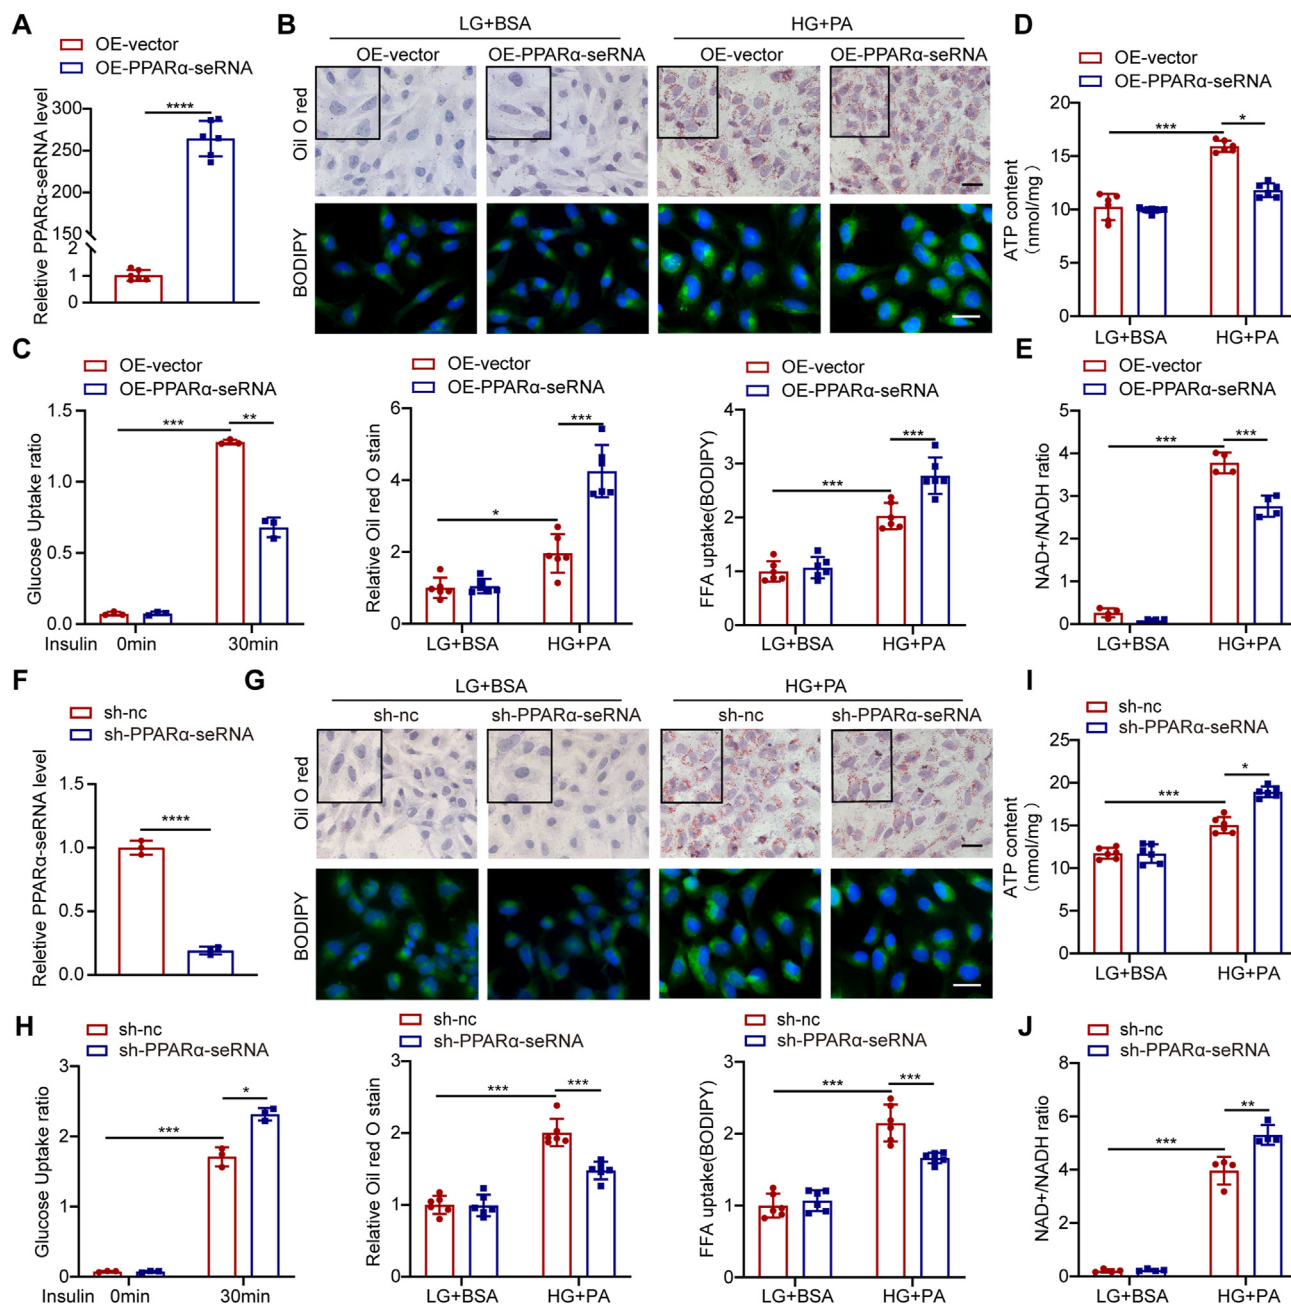 A
OE-vector
OE-PPARα-seRNA
Reletive PPARα-seRNA level
300
250
200
150
2
1
0
****
B
LG+BSA
HG+PA
OE-vector
OE-PPARα-seRNA
OE-vector
OE-PPARα-seRNA
Oil O red
BODIPY
D
OE-vector
OE-PPARα-seRNA
ATP content
(nmol/mg)
20
15
10
5
0
***
*
LG+BSA
HG+PA
C
OE-vector
OE-PPARα-seRNA
Glucose Uptake ratio
1.5
1.0
0.5
0.0
***
**
Insulin
0min
30min
OE-vector
OE-PPARα-seRNA
Relative Oil red O stain
6
4
2
0
*
***
LG+BSA
HG+PA
OE-vector
OE-PPARα-seRNA
FFA uptake(BODIPY)
4
3
2
1
0
***
***
LG+BSA
HG+PA
E
OE-vector
OE-PPARα-seRNA
NAD+/NADH ratio
5
4
3
2
1
0
***
***
LG+BSA
HG+PA
F
sh-nc
sh-PPARα-seRNA
Reletive PPARα-seRNA level
1.5
1.0
0.5
0.0
****
G
LG+BSA
HG+PA
sh-nc
sh-PPARα-seRNA
sh-nc
sh-PPARα-seRNA
Oil O red
BODIPY
I
sh-nc
sh-PPARα-seRNA
ATP content
(nmol/mg)
25
20
15
10
5
0
***
*
LG+BSA
HG+PA
H
sh-nc
sh-PPARα-seRNA
Glucose Uptake ratio
3
2
1
0
***
*
Insulin
0min
30min
sh-nc
sh-PPARα-seRNA
Relative Oil red O stain
3
2
1
0
***
***
LG+BSA
HG+PA
sh-nc
sh-PPARα-seRNA
FFA uptake(BODIPY)
3
2
1
0
***
***
LG+BSA
HG+PA
J
sh-nc
sh-PPARα-seRNA
NAD+/NADH ratio
8
6
4
2
0
***
**
LG+BSA
HG+PA